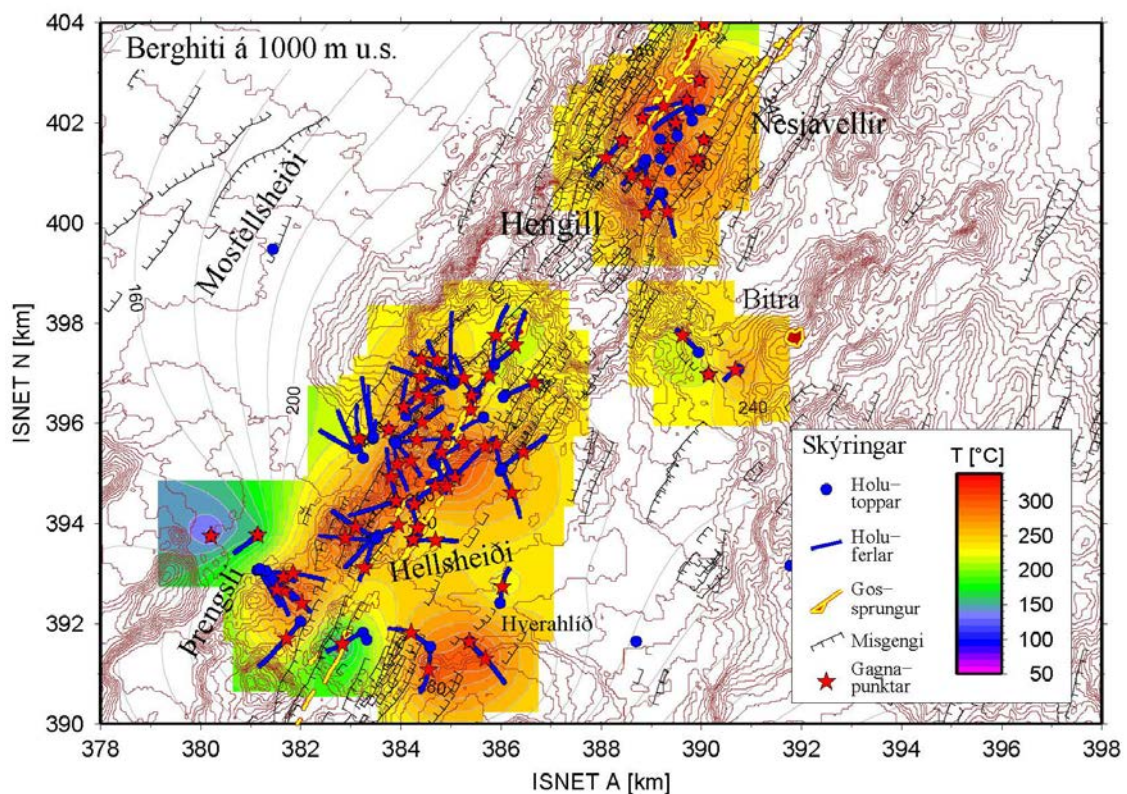 Berghiti á 1000 m u.s.
404
402
400
398
396
394
392
390
ISNET N [km]
378
380
382
384
386
388
390
392
394
396
398
ISNET A [km]
Mosfellsheiði
Nesjavellir
Hengill
Bitra
Hellsheiði
Þrengsli
Hyerahlíð
160
200
240
Skýringar
Holu-
toppar
Holu-
ferlar
Gos-
sprungur
Misgengi
Gagna-
punktar
T [°C]
300
250
200
150
100
50